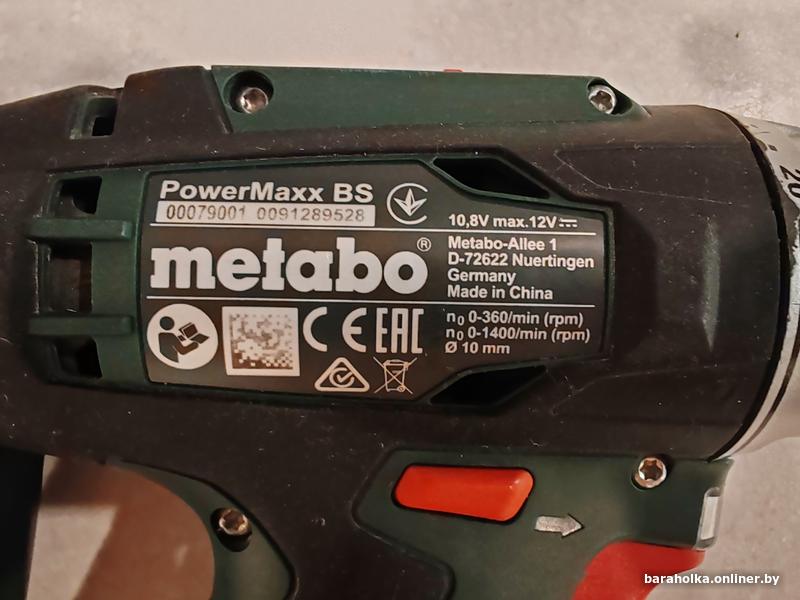 PowerMaxx BS
00079001 0091289528
10,8V max.12V
metabo®
Metabo-Allee 1
D-72622 Nuertingen
Germany
Made in China
CE EAC
n0 0-360/min (rpm)
n0 0-1400/min (rpm)
Ø 10 mm
20
baraholka.onliner.by